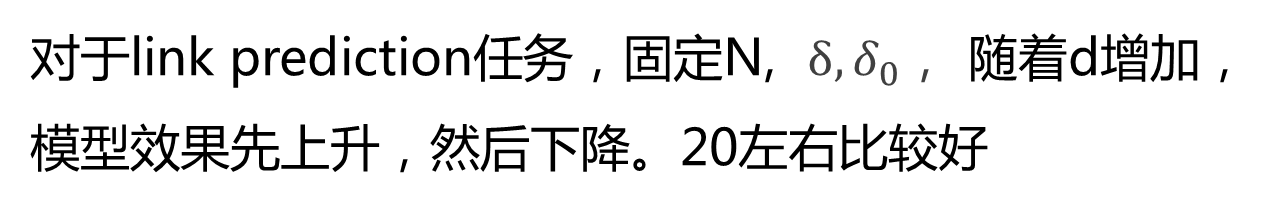 对于link prediction任务，固定N, δ, δ₀， 随着d增加，
模型效果先上升，然后下降。20左右比较好